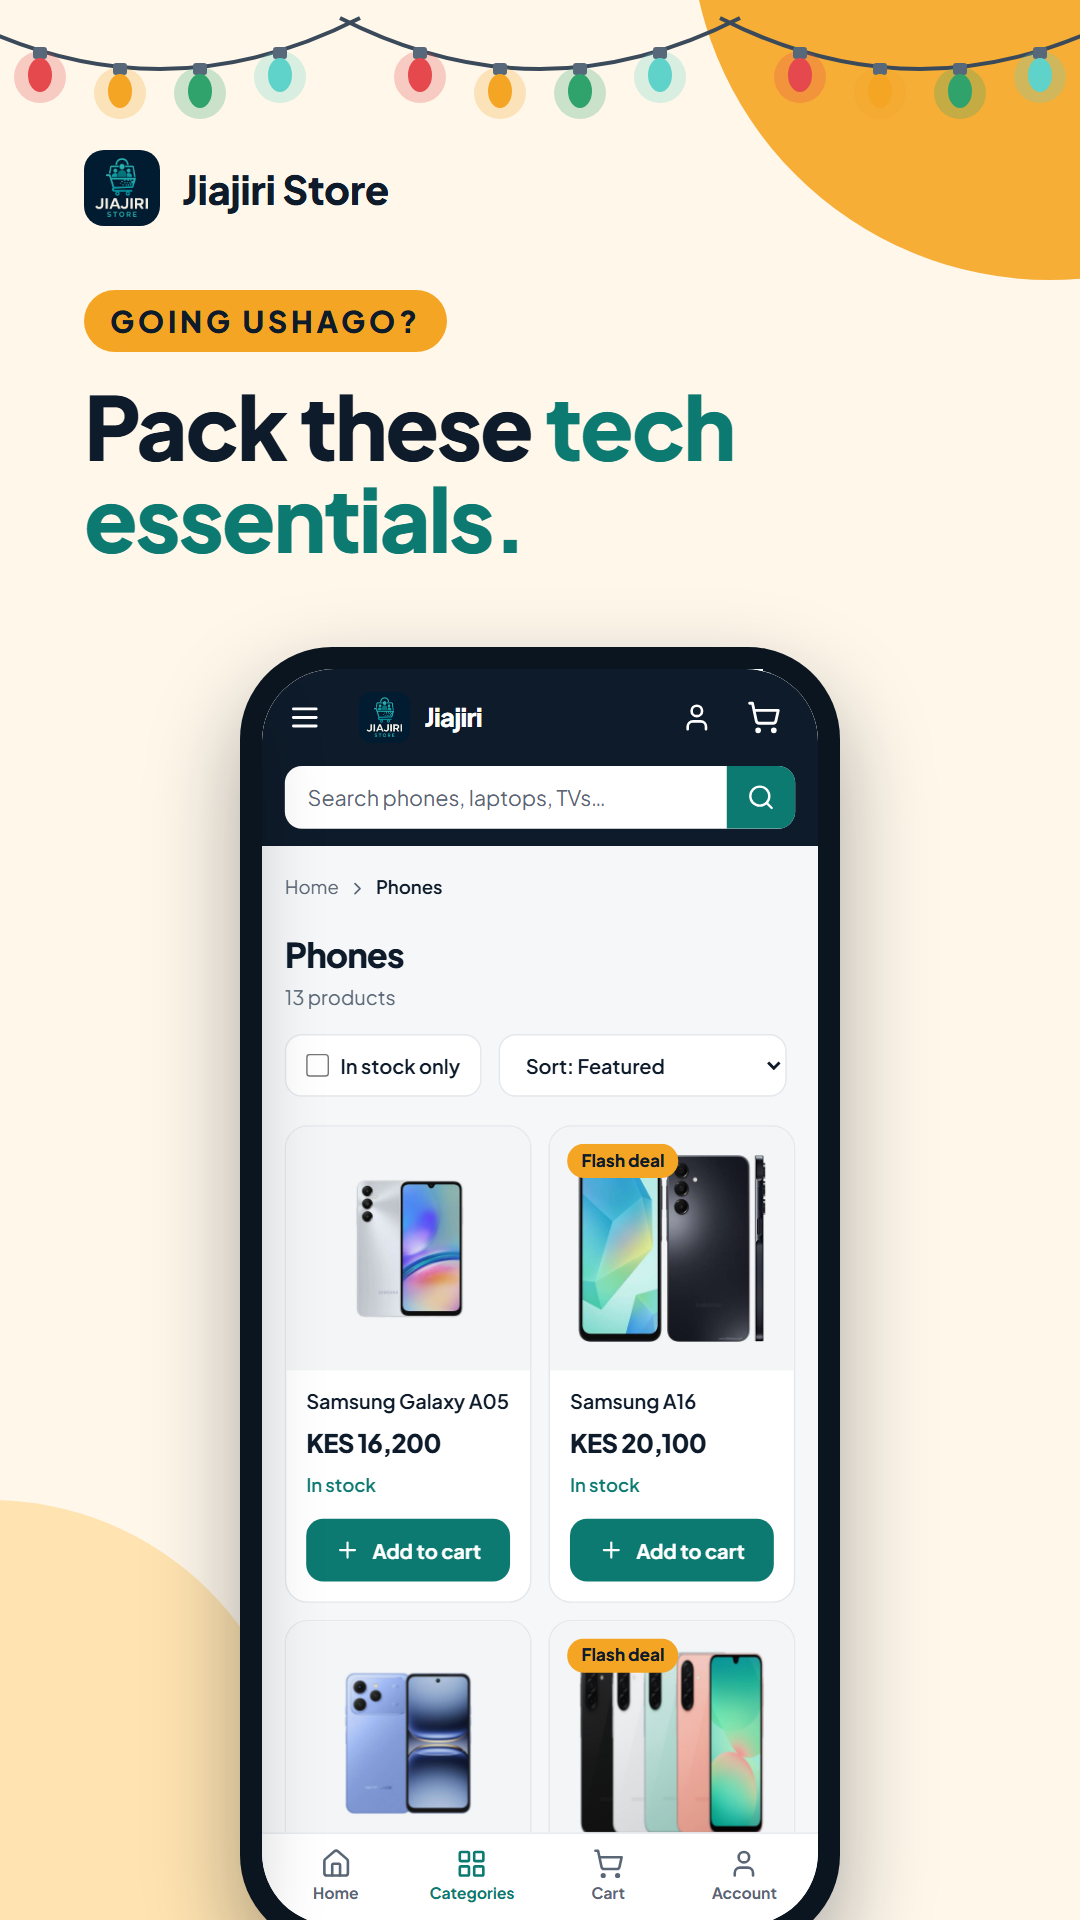 JIAJIRI
STORE
Jiajiri Store
GOING USHAGO?
Pack these tech
essentials.
JIAJIRI
STORE
Jiajiri
Search phones, laptops, TVs...
Home > Phones
Phones
13 products
In stock only
Sort: Featured
Flash deal
Samsung Galaxy A05
KES 16,200
In stock
+ Add to cart
Samsung A16
KES 20,100
In stock
+ Add to cart
Flash deal
Home
Categories
Cart
Account